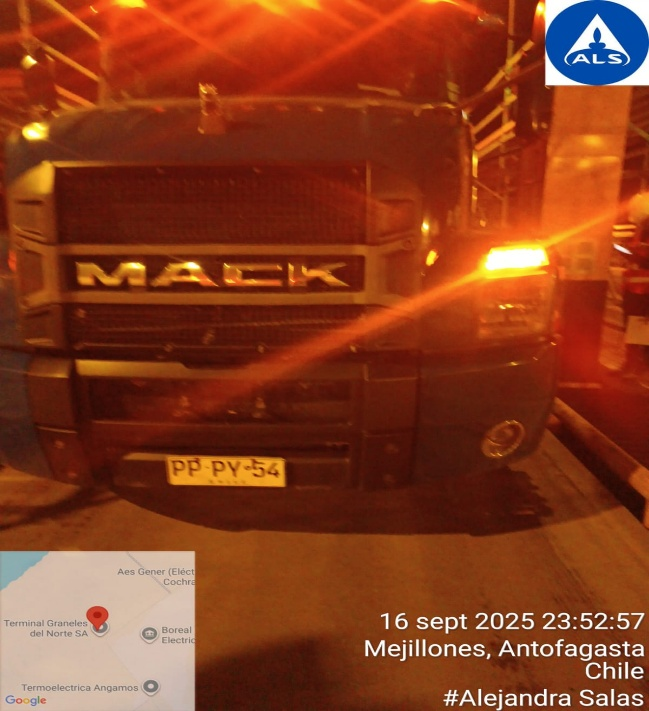 ALS
MACK
PP·PY·54
Aes Gener (Eléct
Cochra
Terminal Graneles
del Norte SA
Boreal
Electric
Termoelectrica Angamos
Google
16 sept 2025 23:52:57
Mejillones, Antofagasta
Chile
#Alejandra Salas